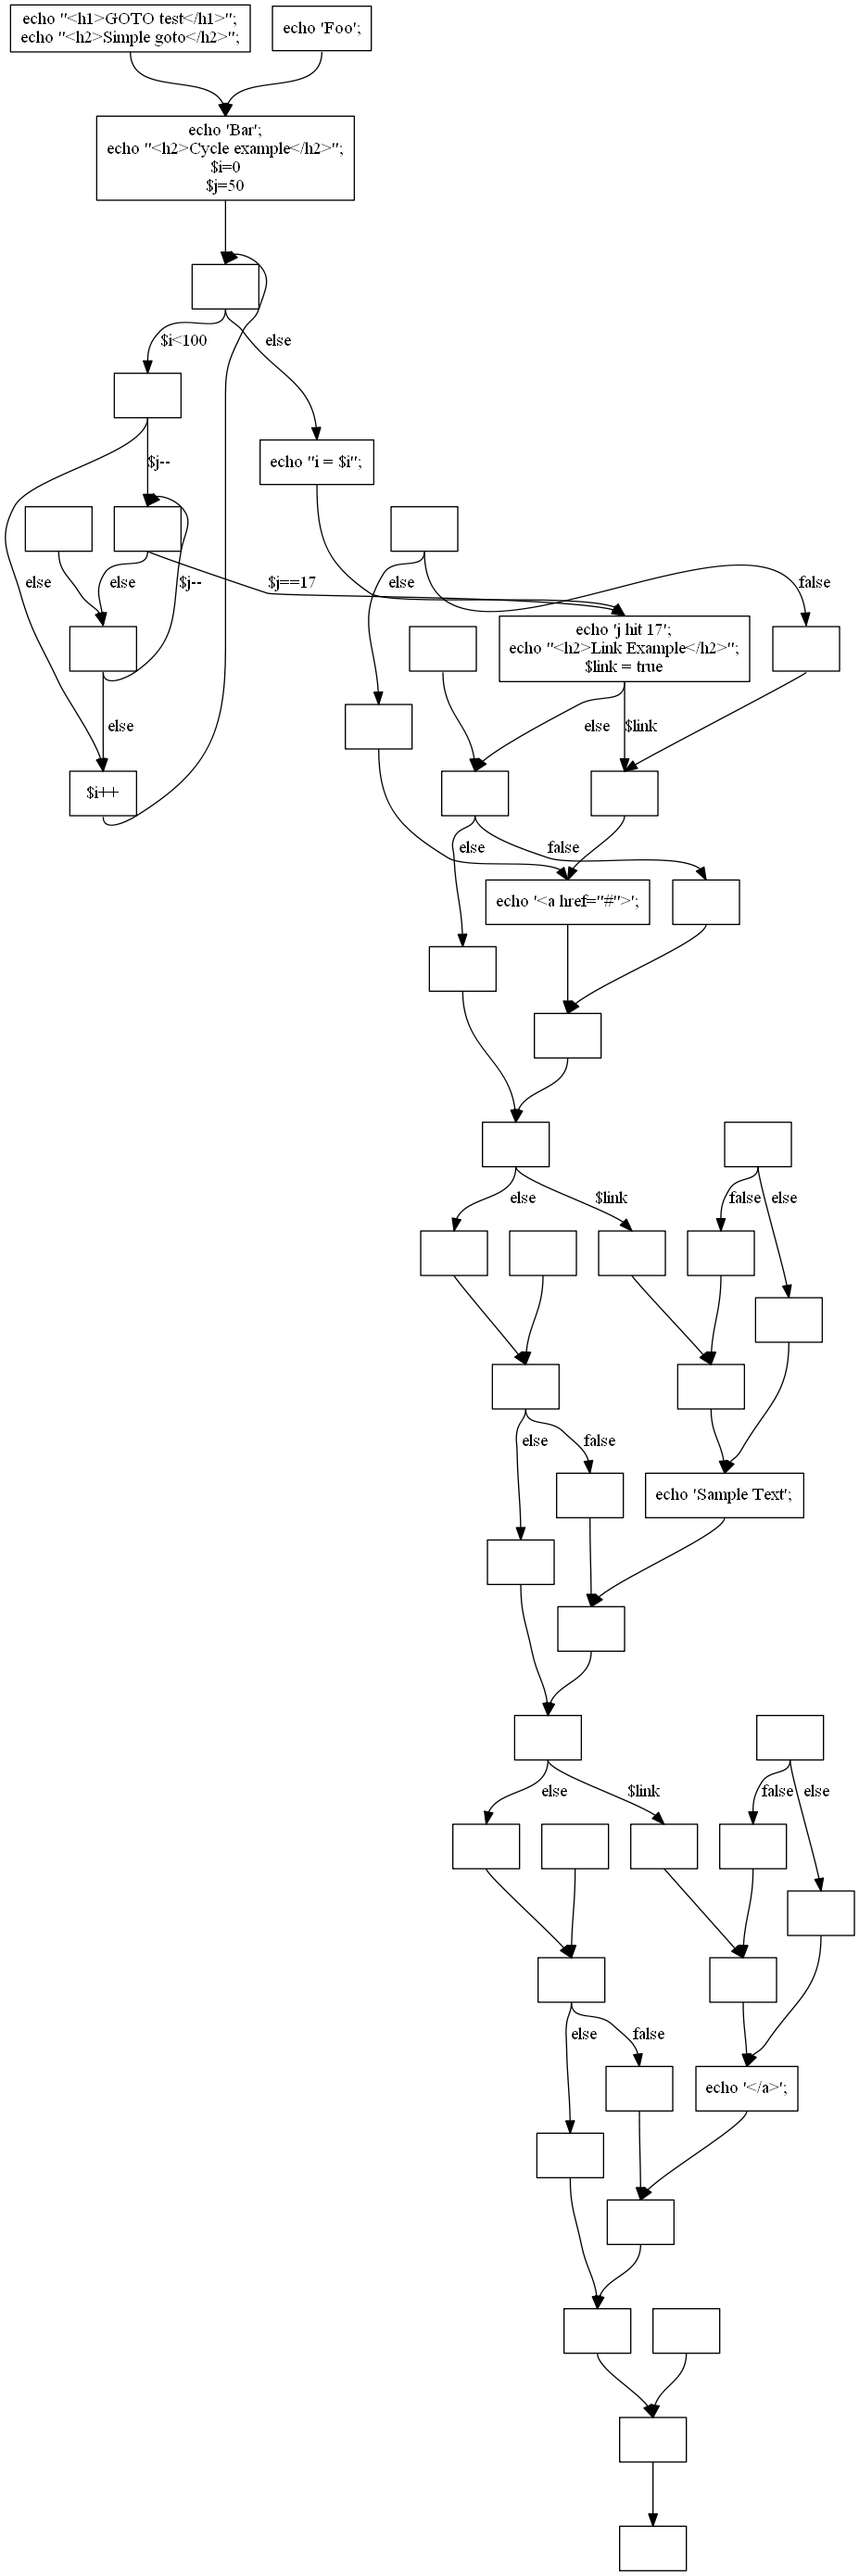 echo "<h1>GOTO test</h1>";
echo "<h2>Simple goto</h2>";
echo 'Foo';
echo 'Bar';
echo "<h2>Cycle example</h2>";
$i=0
$j=50
$i<100
else
echo "i = $i";
$j--
else
else
$j--
$j==17
else
false
echo 'j hit 17';
echo "<h2>Link Example</h2>";
$link = true
else
else
$link
$i++
else
false
echo '<a href="#">';
else
$link
false
else
else
false
echo 'Sample Text';
else
$link
false
else
else
false
echo '</a>';